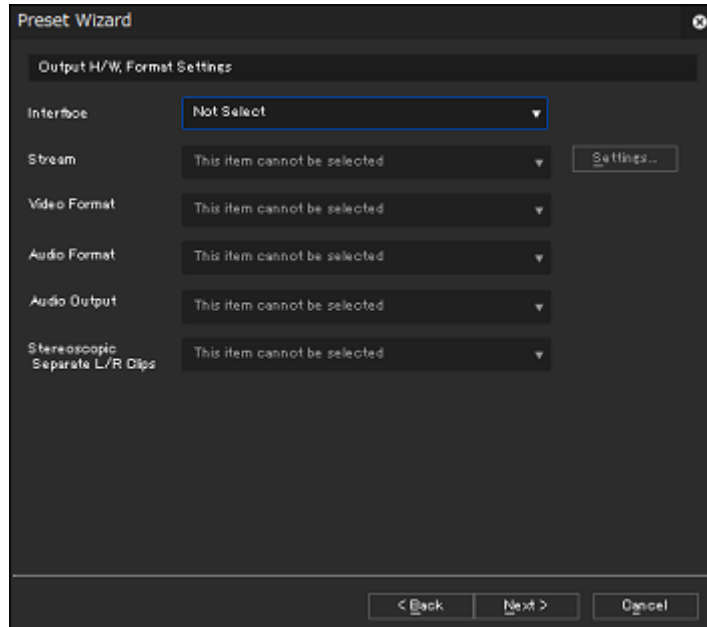 Preset Wizard
Output H/W, Format Settings
Interface Not Select
Stream This item cannot be selected Settings...
Video Format This item cannot be selected
Audio Format This item cannot be selected
Audio Output This item cannot be selected
Stereoscopic
Separate L/R Clips This item cannot be selected
< Back Next > Cancel